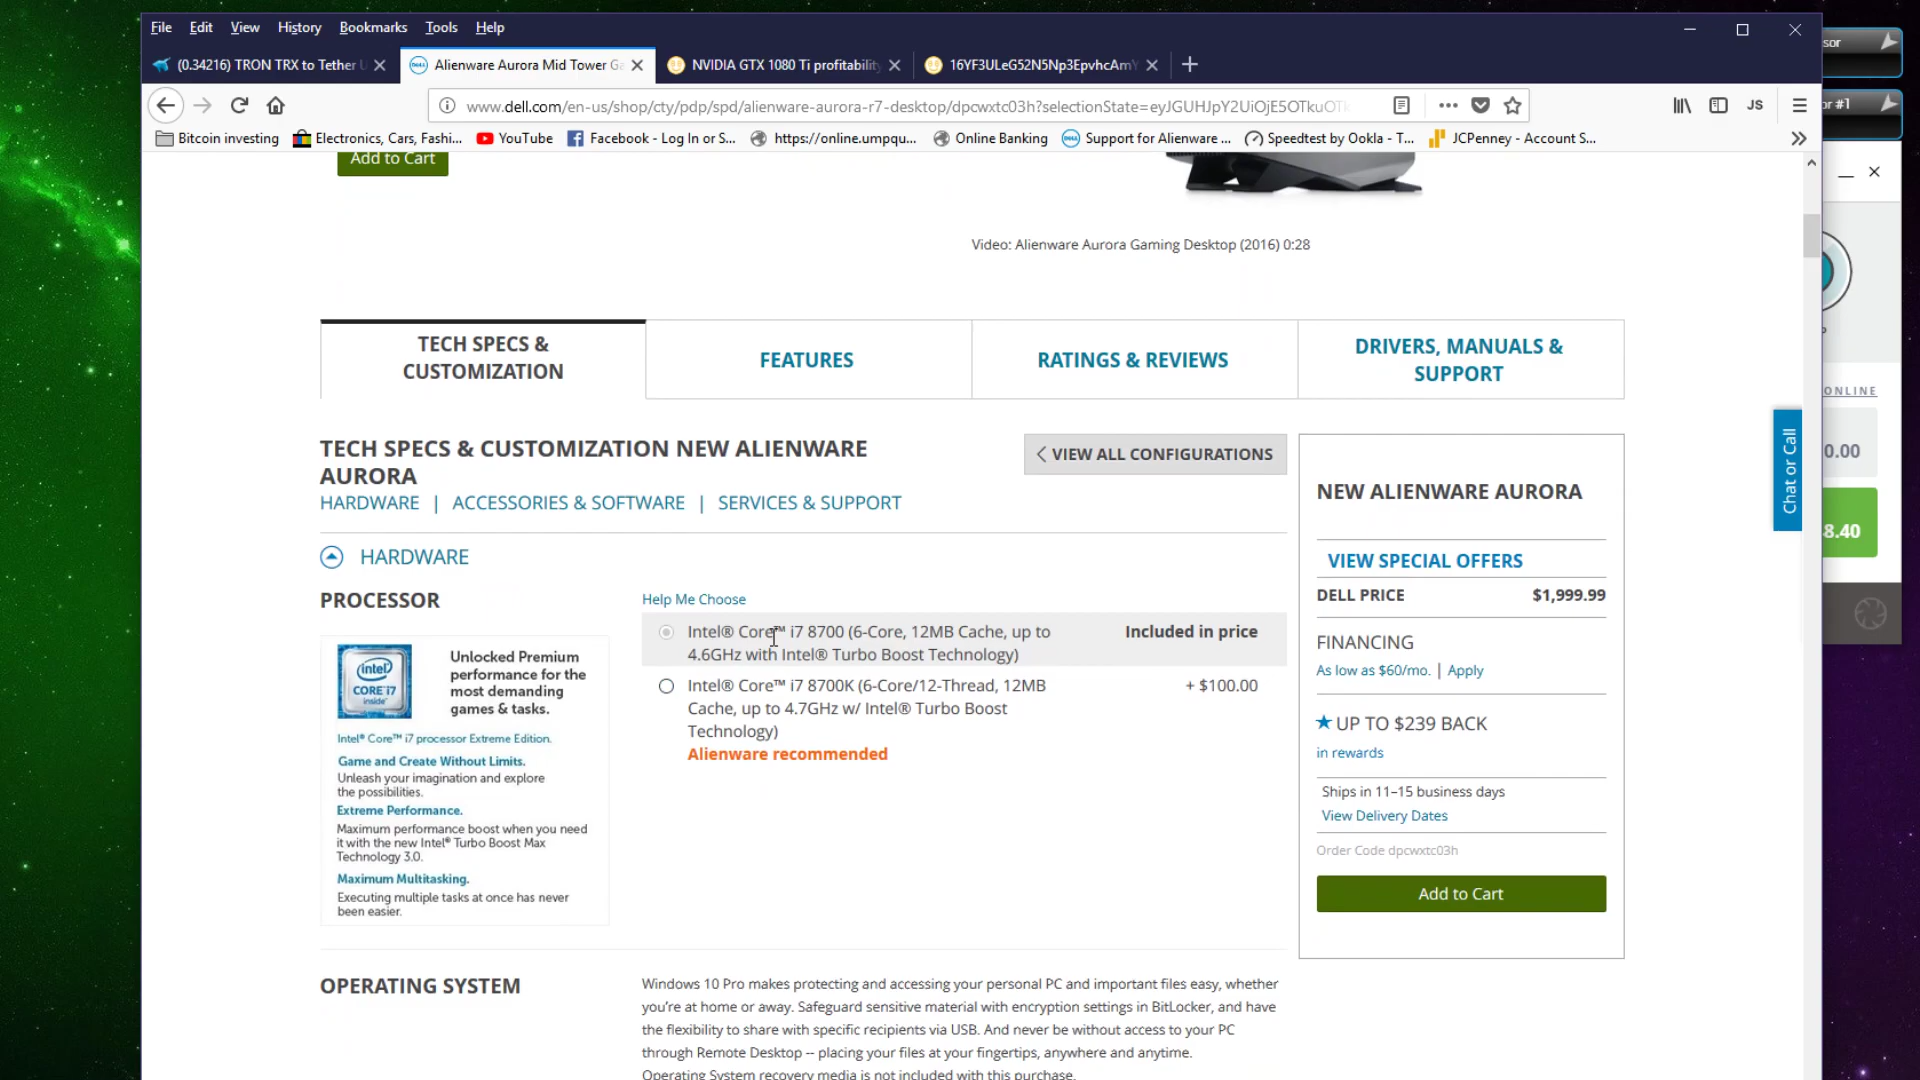 File Edit View History Bookmarks Tools Help
(0.34216) TRON TRX to Tether U
Alienware Aurora Mid Tower Ga
NVIDIA GTX 1080 Ti profitability
16YF3ULeG52N5Np3EpvhcAmY
www.dell.com/en-us/shop/cty/pdp/spd/alienware-aurora-r7-desktop/dpcwxtc03h?selectionState=eyJGUHJpY2UiOjE5OTkuOTk
JS
Bitcoin investing
Electronics, Cars, Fashi...
YouTube
Facebook - Log In or S...
https://online.umpqu...
Online Banking
Support for Alienware ...
Speedtest by Ookla - T...
JCPenney - Account S...
Add to Cart
Video: Alienware Aurora Gaming Desktop (2016) 0:28
TECH SPECS &
CUSTOMIZATION
FEATURES
RATINGS & REVIEWS
DRIVERS, MANUALS &
SUPPORT
TECH SPECS & CUSTOMIZATION NEW ALIENWARE
AURORA
VIEW ALL CONFIGURATIONS
HARDWARE | ACCESSORIES & SOFTWARE | SERVICES & SUPPORT
HARDWARE
PROCESSOR
intel
CORE i7
inside
Unlocked Premium
performance for the
most demanding
games & tasks.
Intel® Core™ i7 processor Extreme Edition.
Game and Create Without Limits.
Unleash your imagination and explore
the possibilities.
Extreme Performance.
Maximum performance boost when you need
it with the new Intel® Turbo Boost Max
Technology 3.0.
Maximum Multitasking.
Executing multiple tasks at once has never
been easier.
Help Me Choose
Intel® Core™ i7 8700 (6-Core, 12MB Cache, up to
4.6GHz with Intel® Turbo Boost Technology)
Included in price
Intel® Core™ i7 8700K (6-Core/12-Thread, 12MB
Cache, up to 4.7GHz w/ Intel® Turbo Boost
Technology)
+ $100.00
Alienware recommended
NEW ALIENWARE AURORA
VIEW SPECIAL OFFERS
DELL PRICE $1,999.99
FINANCING
As low as $60/mo. | Apply
UP TO $239 BACK
in rewards
Ships in 11–15 business days
View Delivery Dates
Order Code dpcwxtc03h
Add to Cart
Chat or Call
OPERATING SYSTEM
Windows 10 Pro makes protecting and accessing your personal PC and important files easy, whether
you're at home or away. Safeguard sensitive material with encryption settings in BitLocker, and have
the flexibility to share with specific recipients via USB. And never be without access to your PC
through Remote Desktop -- placing your files at your fingertips, anywhere and anytime.
Operating System recovery media is not included with this purchase.
sor
or #1
ONLINE
0.00
8.40